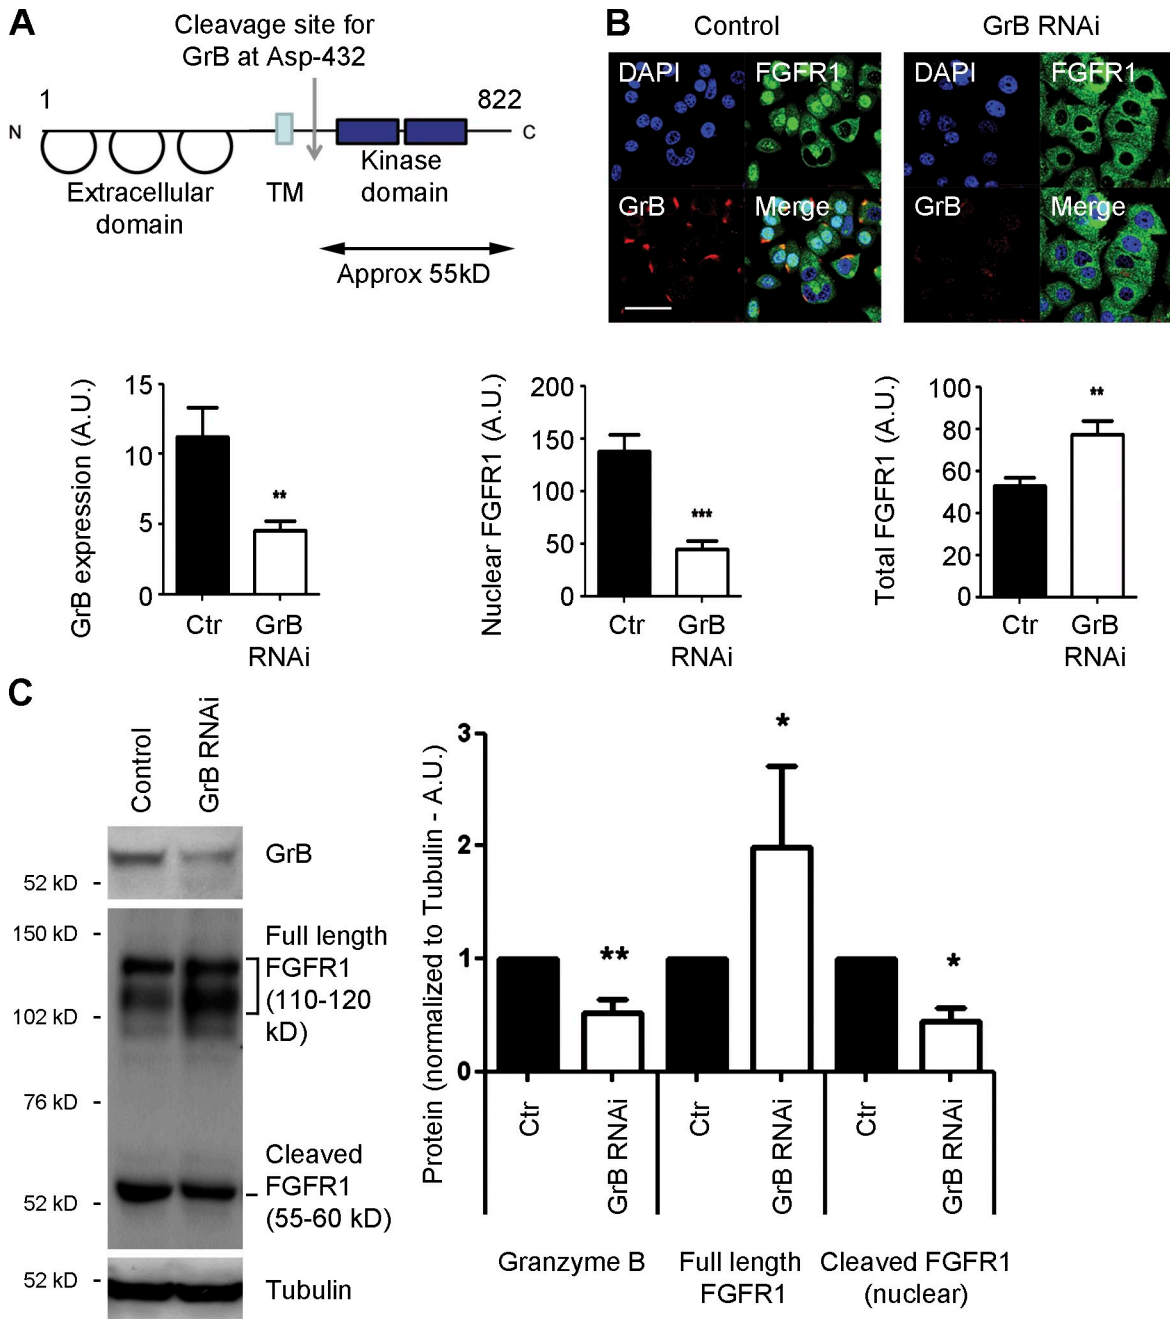 A
Cleavage site for
GrB at Asp-432
1
822
N
C
Extracellular
domain
TM
Kinase
domain
Approx 55kD
B
Control
GrB RNAi
DAPI
FGFR1
GrB
Merge
DAPI
FGFR1
GrB
Merge
GrB expression (A.U.)
15
10
5
0
**
Ctr
GrB
RNAi
Nuclear FGFR1 (A.U.)
200
150
100
50
0
***
Ctr
GrB
RNAi
Total FGFR1 (A.U.)
100
80
60
40
20
0
**
Ctr
GrB
RNAi
C
Control
GrB RNAi
GrB
52 kD -
150 kD -
Full length
FGFR1
(110-120
kD)
102 kD -
76 kD -
Cleaved
FGFR1
(55-60 kD)
52 kD -
52 kD -
Tubulin
Protein (normalized to Tubulin - A.U.)
3
2
1
0
**
*
*
Ctr
GrB RNAi
Ctr
GrB RNAi
Ctr
GrB RNAi
Granzyme B
Full length
FGFR1
Cleaved FGFR1
(nuclear)